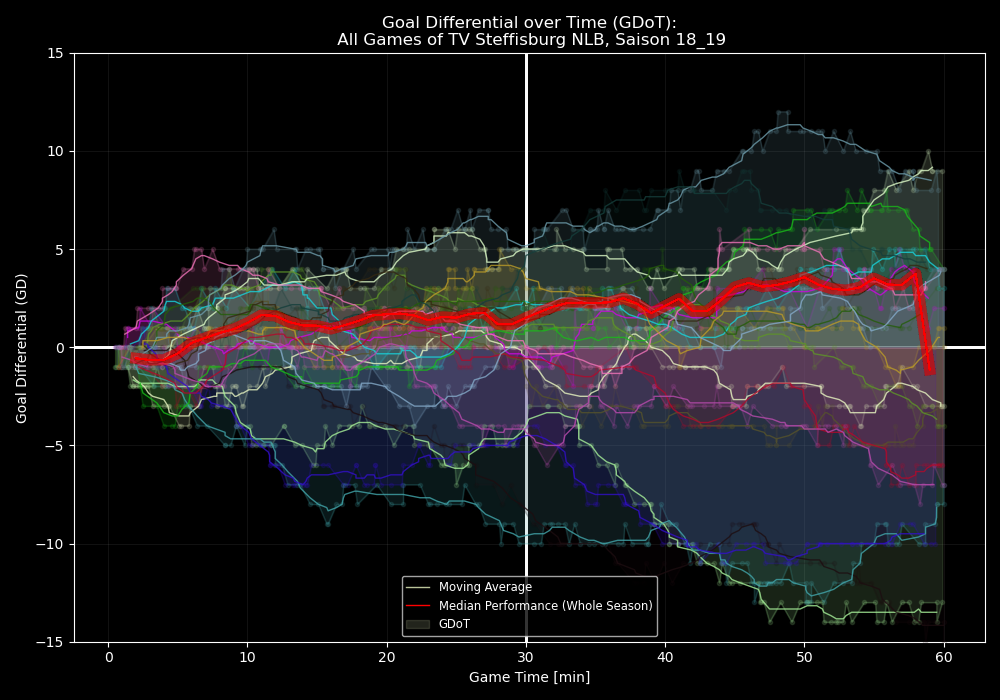 Goal Differential over Time (GDoT):
All Games of TV Steffisburg NLB, Saison 18_19
15
10
5
0
−5
−10
−15
Goal Differential (GD)
Moving Average
Median Performance (Whole Season)
GDoT
0 10 20 30 40 50 60
Game Time [min]